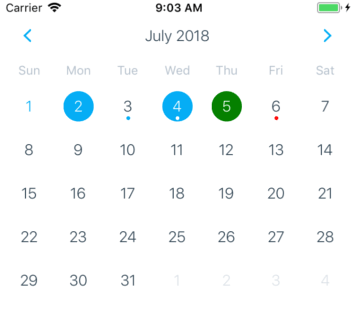 Carrier 9:03 AM
July 2018
Sun Mon Tue Wed Thu Fri Sat
1 2 3 4 5 6 7
8 9 10 11 12 13 14
15 16 17 18 19 20 21
22 23 24 25 26 27 28
29 30 31 1 2 3 4